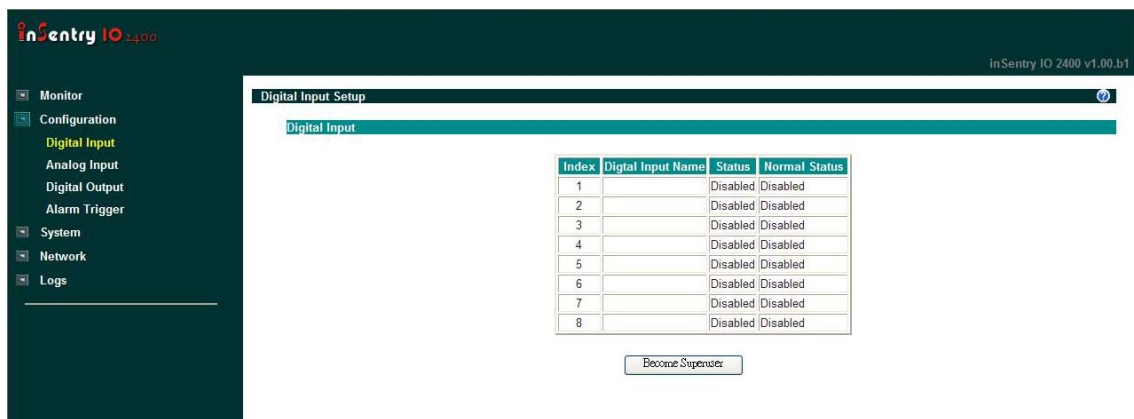 inSentry IO 2400
inSentry IO 2400 v1.00.b1
Monitor
Configuration
Digital Input
Analog Input
Digital Output
Alarm Trigger
System
Network
Logs
Digital Input Setup
?
Digital Input
Index Digtal Input Name Status Normal Status
1 Disabled Disabled
2 Disabled Disabled
3 Disabled Disabled
4 Disabled Disabled
5 Disabled Disabled
6 Disabled Disabled
7 Disabled Disabled
8 Disabled Disabled
Become Superuser